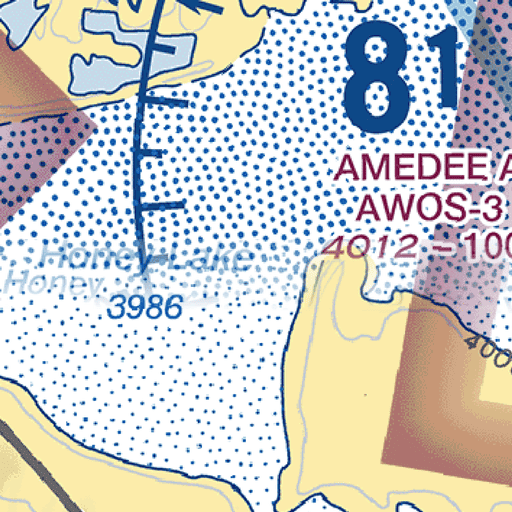 81
AMEDEE A
AWOS-3
4012 – 100
Honey Lake
Honey
3986
400